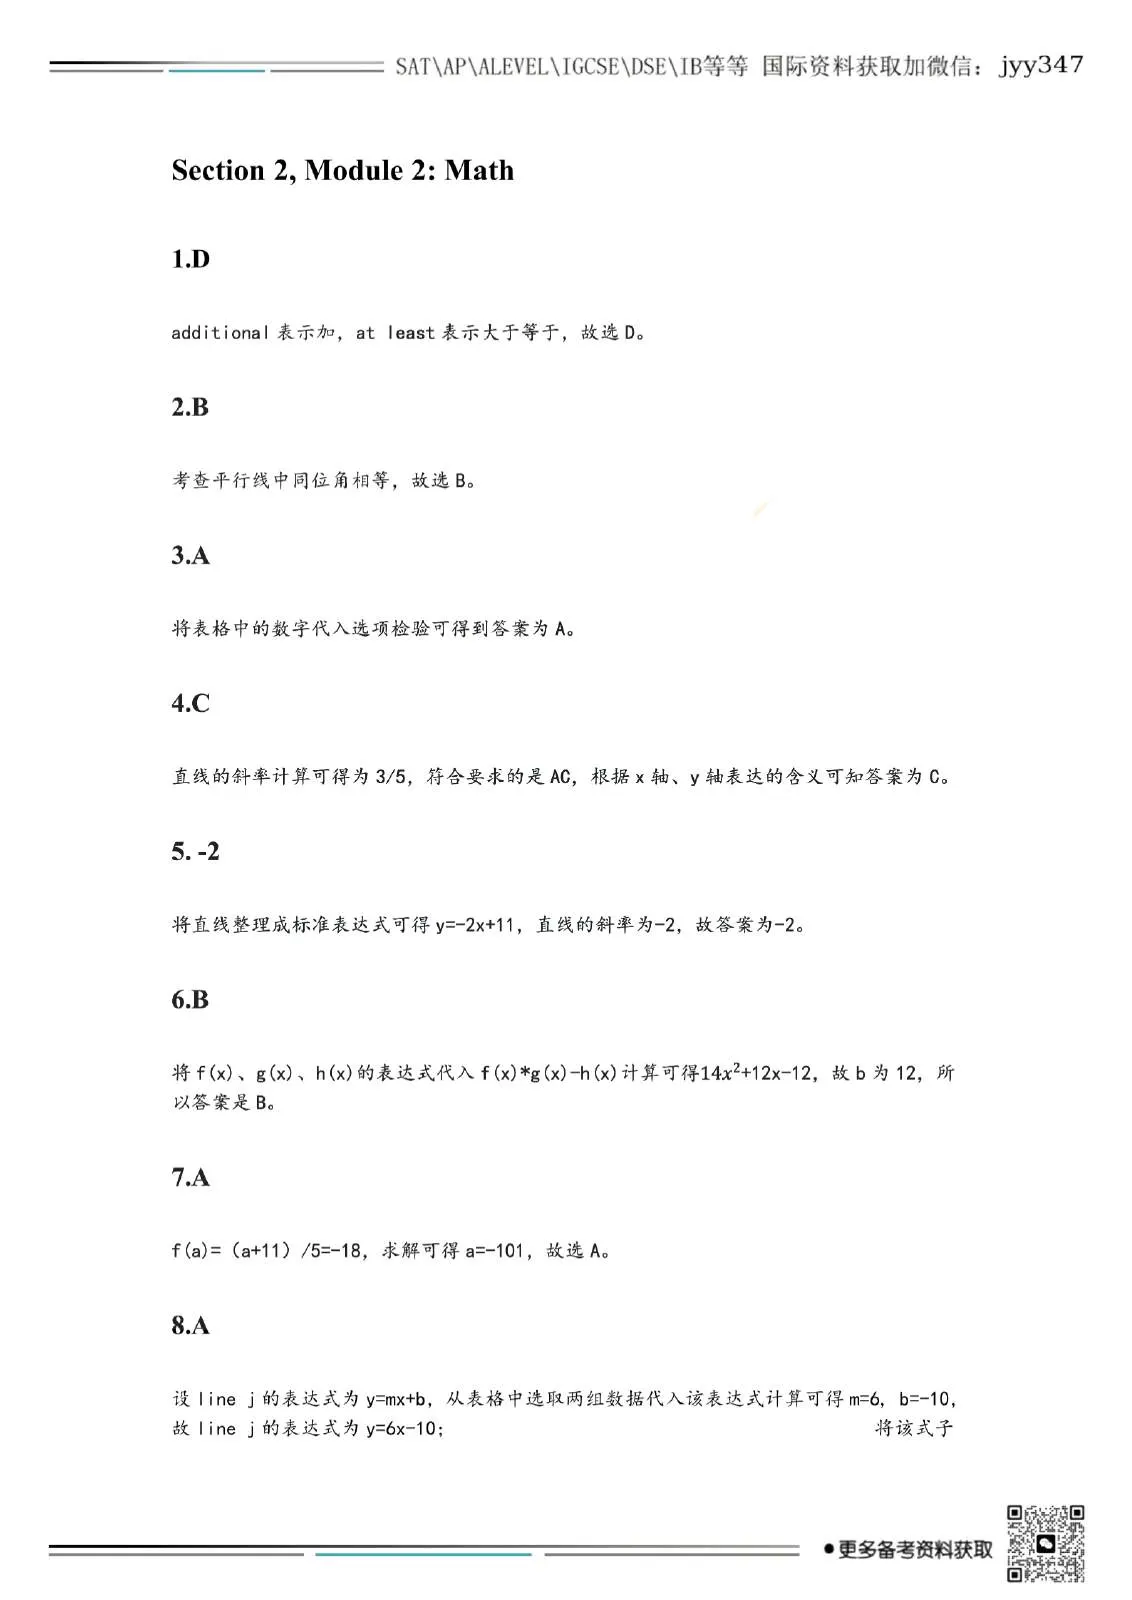 SAT\AP\ALEVEL\IGCSE\DSE\IB等等 国际资料获取加微信: jyy347
Section 2, Module 2: Math
1.D
additional 表示加，at least 表示大于等于，故选 D。
2.B
考查平行线中同位角相等，故选 B。
3.A
将表格中的数字代入选项检验可得到答案为 A。
4.C
直线的斜率计算可得为 3/5，符合要求的是 AC，根据 x 轴、y 轴表达的含义可知答案为 C。
5. -2
将直线整理成标准表达式可得 y=-2x+11，直线的斜率为-2，故答案为-2。
6.B
将 f(x)、g(x)、h(x)的表达式代入 f(x)*g(x)-h(x)计算可得14x²+12x-12，故 b 为 12，所
以答案是 B。
7.A
f(a)=（a+11）/5=-18，求解可得 a=-101，故选 A。
8.A
设 line j 的表达式为 y=mx+b，从表格中选取两组数据代入该表达式计算可得 m=6，b=-10，
故 line j 的表达式为 y=6x-10; 将该式子
●更多备考资料获取